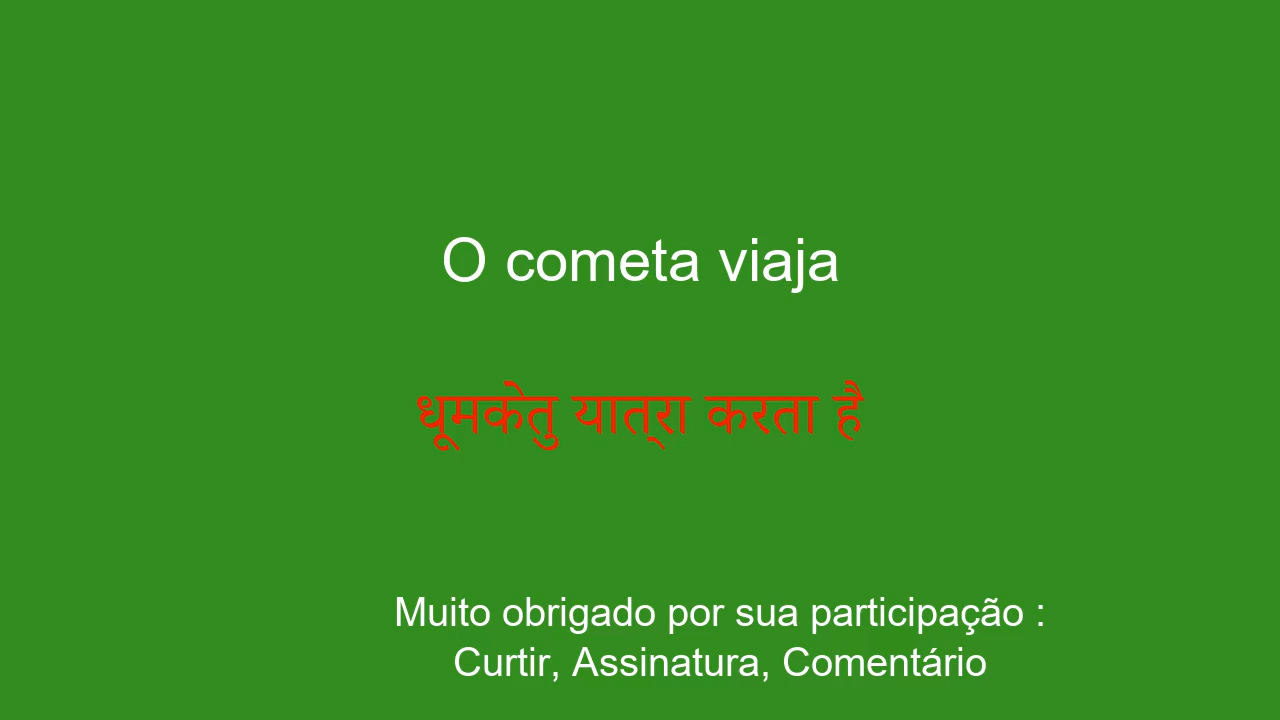 O cometa viaja
धूमकेतु यात्रा करता है
Muito obrigado por sua participação :
Curtir, Assinatura, Comentário